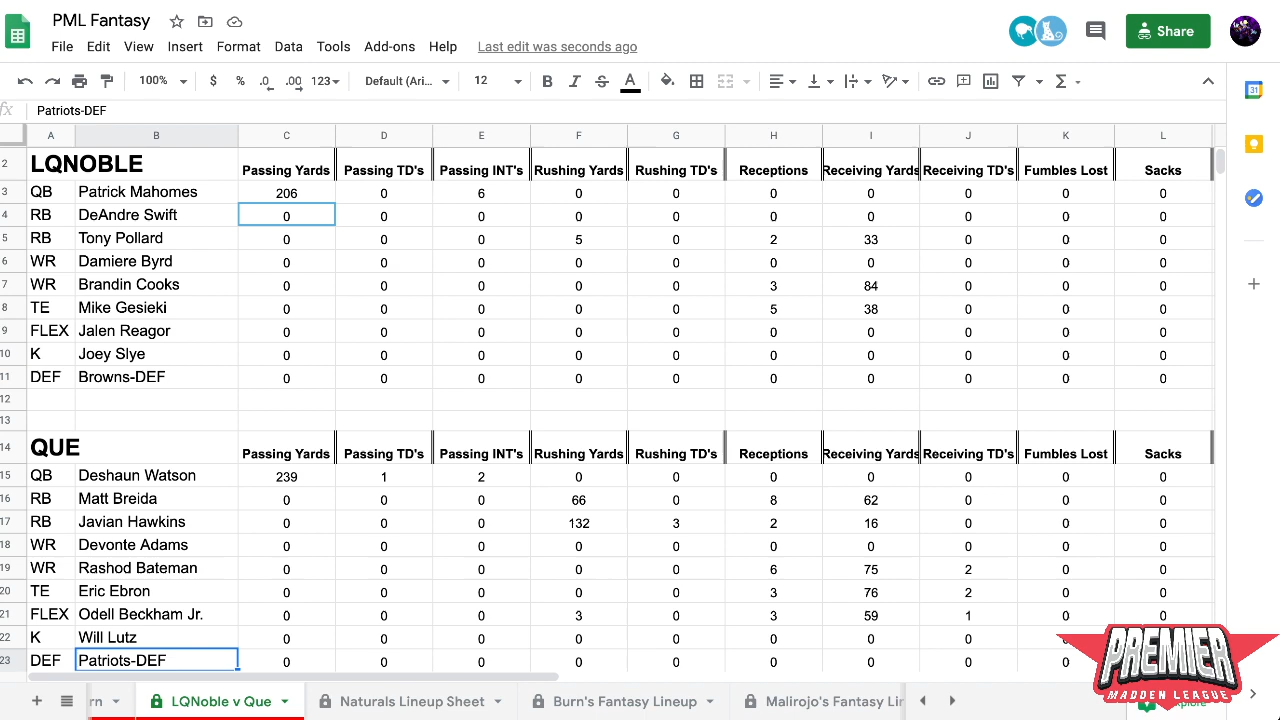 PML Fantasy
File Edit View Insert Format Data Tools Add-ons Help Last edit was seconds ago
Share
100% $ % .0 .00 123 Default (Ari... 12 B I S A
fx Patriots-DEF
A B C D E F G H I J K L
2 LQNOBLE Passing Yards Passing TD's Passing INT's Rushing Yards Rushing TD's Receptions Receiving Yards Receiving TD's Fumbles Lost Sacks
3 QB Patrick Mahomes 206 0 6 0 0 0 0 0 0 0
4 RB DeAndre Swift 0 0 0 0 0 0 0 0 0 0
5 RB Tony Pollard 0 0 0 5 0 2 33 0 0 0
6 WR Damiere Byrd 0 0 0 0 0 0 0 0 0 0
7 WR Brandin Cooks 0 0 0 0 0 3 84 0 0 0
8 TE Mike Gesieki 0 0 0 0 0 5 38 0 0 0
9 FLEX Jalen Reagor 0 0 0 0 0 0 0 0 0 0
10 K Joey Slye 0 0 0 0 0 0 0 0 0 0
11 DEF Browns-DEF 0 0 0 0 0 0 0 0 0 0
12
13
14 QUE Passing Yards Passing TD's Passing INT's Rushing Yards Rushing TD's Receptions Receiving Yards Receiving TD's Fumbles Lost Sacks
15 QB Deshaun Watson 239 1 2 0 0 0 0 0 0 0
16 RB Matt Breida 0 0 0 66 0 8 62 0 0 0
17 RB Javian Hawkins 0 0 0 132 3 2 16 0 0 0
18 WR Devonte Adams 0 0 0 0 0 0 0 0 0 0
19 WR Rashod Bateman 0 0 0 0 0 6 75 2 0 0
20 TE Eric Ebron 0 0 0 0 0 3 76 2 0 0
21 FLEX Odell Beckham Jr. 0 0 0 3 0 3 59 1 0 0
22 K Will Lutz 0 0 0 0 0 0 0 0 0
23 DEF Patriots-DEF 0 0 0 0 0 0 0 0 0
PREMIER
MADDEN LEAGUE
rn LQNoble v Que Naturals Lineup Sheet Burn's Fantasy Lineup Malirojo's Fantasy Lir
31